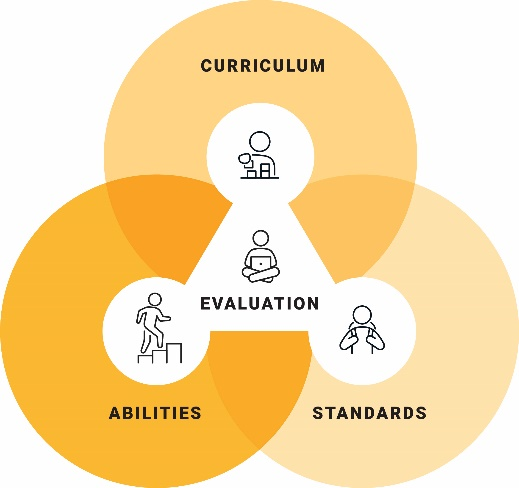 CURRICULUM
EVALUATION
ABILITIES
STANDARDS